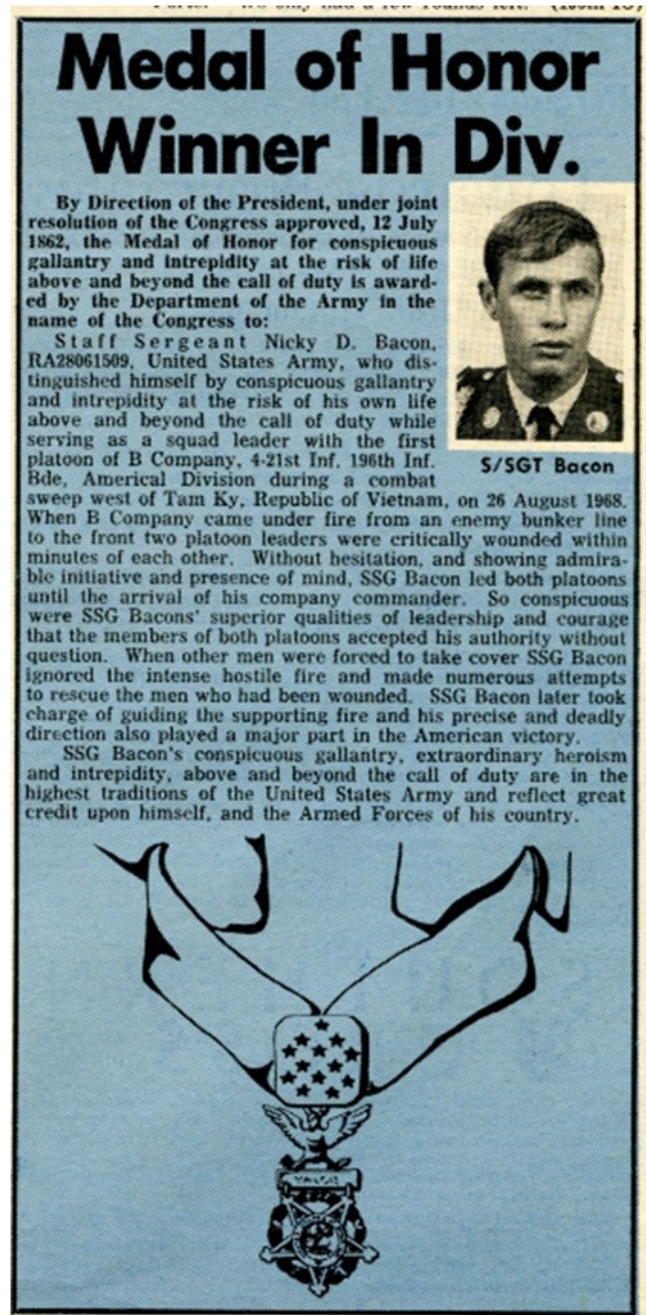 Medal of Honor
Winner In Div.
By Direction of the President, under joint
resolution of the Congress approved, 12 July
1862, the Medal of Honor for conspicuous
gallantry and intrepidity at the risk of life
above and beyond the call of duty is award-
ed by the Department of the Army in the
name of the Congress to:
Staff Sergeant Nicky D. Bacon,
RA28061509, United States Army, who dis-
tinguished himself by conspicuous gallantry
and intrepidity at the risk of his own life
above and beyond the call of duty while
serving as a squad leader with the first
platoon of B Company, 4-21st Inf. 196th Inf.
Bde, Americal Division during a combat
S/SGT Bacon
sweep west of Tam Ky, Republic of Vietnam, on 26 August 1968.
When B Company came under fire from an enemy bunker line
to the front two platoon leaders were critically wounded within
minutes of each other. Without hesitation, and showing admira-
ble initiative and presence of mind, SSG Bacon led both platoons
until the arrival of his company commander. So conspicuous
were SSG Bacons' superior qualities of leadership and courage
that the members of both platoons accepted his authority without
question. When other men were forced to take cover SSG Bacon
ignored the intense hostile fire and made numerous attempts
to rescue the men who had been wounded. SSG Bacon later took
charge of guiding the supporting fire and his precise and deadly
direction also played a major part in the American victory.
SSG Bacon's conspicuous gallantry, extraordinary heroism
and intrepidity, above and beyond the call of duty are in the
highest traditions of the United States Army and reflect great
credit upon himself, and the Armed Forces of his country.
VALOR